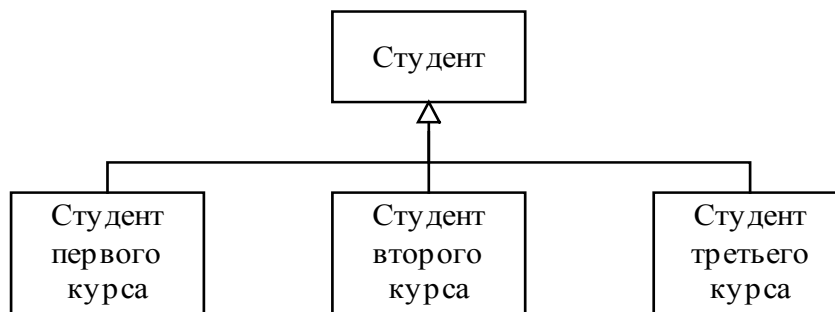 Студент
Студент
первого
курса
Студент
второго
курса
Студент
третьего
курса